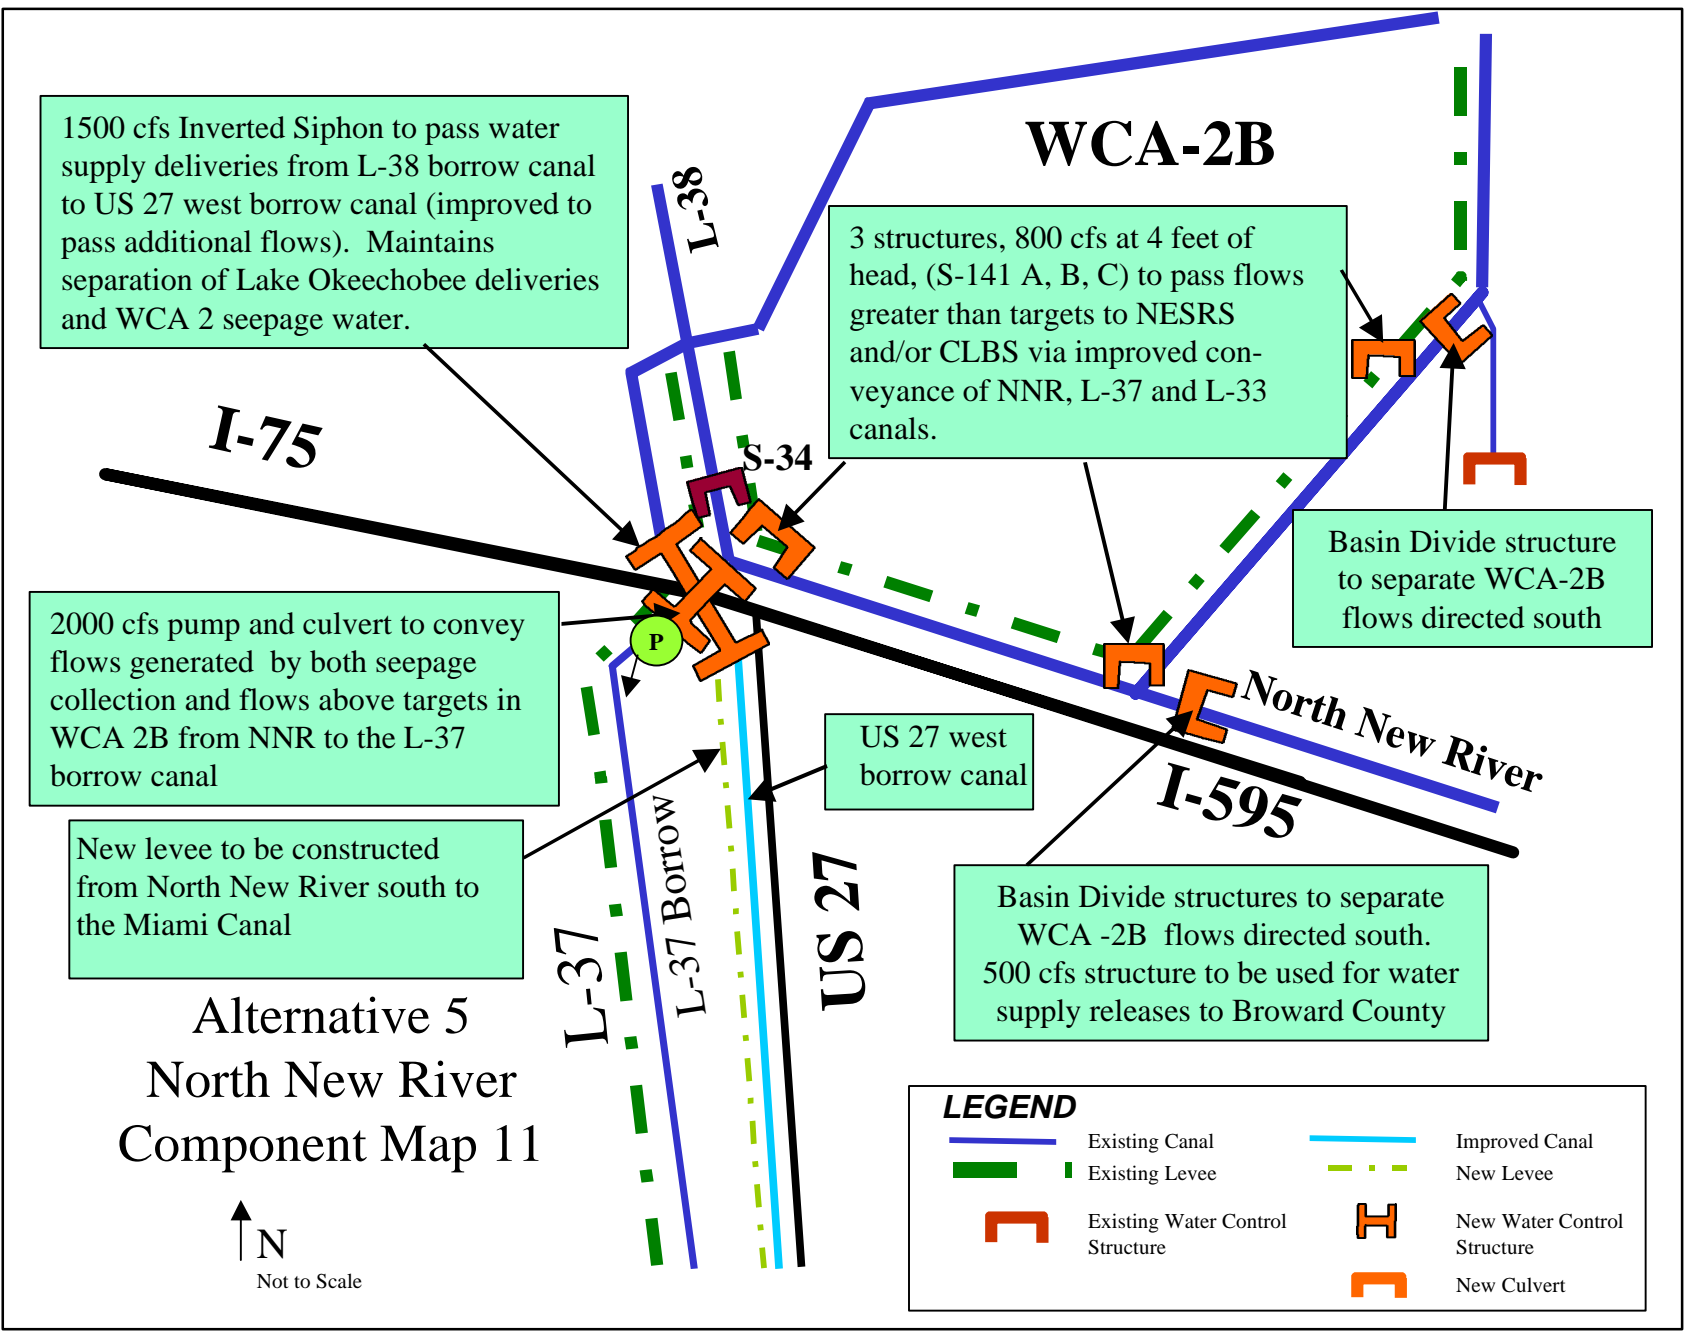 1500 cfs Inverted Siphon to pass water
supply deliveries from L-38 borrow canal
to US 27 west borrow canal (improved to
pass additional flows).  Maintains
separation of Lake Okeechobee deliveries
and WCA 2 seepage water.
L-38
WCA-2B
3 structures, 800 cfs at 4 feet of
head, (S-141 A, B, C) to pass flows
greater than targets to NESRS
and/or CLBS via improved con-
veyance of NNR, L-37 and L-33
canals.
I-75
S-34
Basin Divide structure
to separate WCA-2B
flows directed south
2000 cfs pump and culvert to convey
flows generated  by both seepage
collection and flows above targets in
WCA 2B from NNR to the L-37
borrow canal
P
North New River
US 27 west
borrow canal
I-595
New levee to be constructed
from North New River south to
the Miami Canal
L-37
L-37 Borrow
US 27
Basin Divide structures to separate
WCA -2B  flows directed south.
500 cfs structure to be used for water
supply releases to Broward County
Alternative 5
North New River
Component Map 11
N
Not to Scale
LEGEND
Existing Canal
Existing Levee
Existing Water Control
Structure
Improved Canal
New Levee
New Water Control
Structure
New Culvert